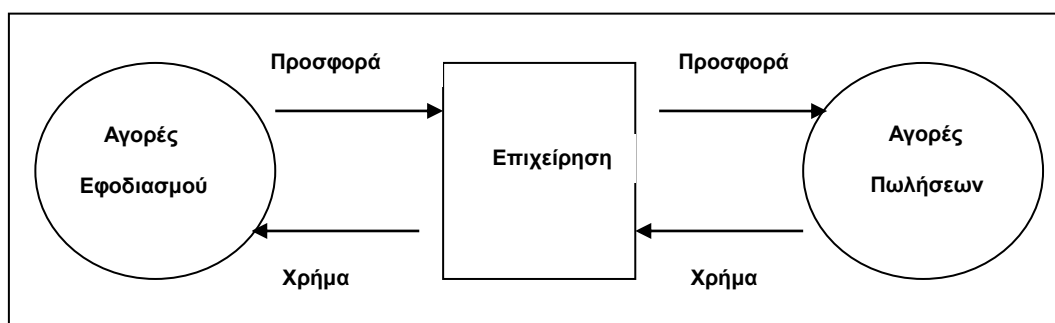 Προσφορά
Προσφορά
Αγορές
Εφοδιασμού
Επιχείρηση
Αγορές
Πωλήσεων
Χρήμα
Χρήμα